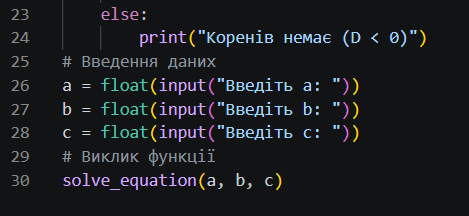 23 else:
24 print("Коренів немає (D < 0)")
25 # Введення даних
26 a = float(input("Введіть a: "))
27 b = float(input("Введіть b: "))
28 c = float(input("Введіть c: "))
29 # Виклик функції
30 solve_equation(a, b, c)